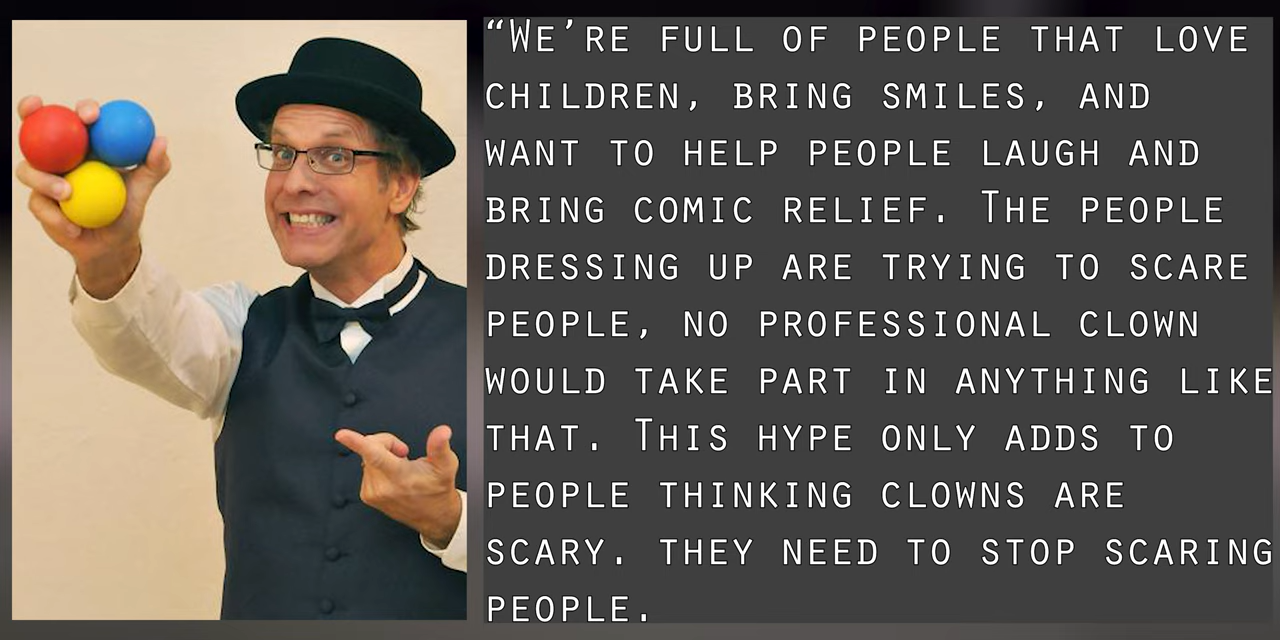 “We’re full of people that love
children, bring smiles, and
want to help people laugh and
bring comic relief. The people
dressing up are trying to scare
people, no professional clown
would take part in anything like
that. This hype only adds to
people thinking clowns are
scary. they need to stop scaring
people.